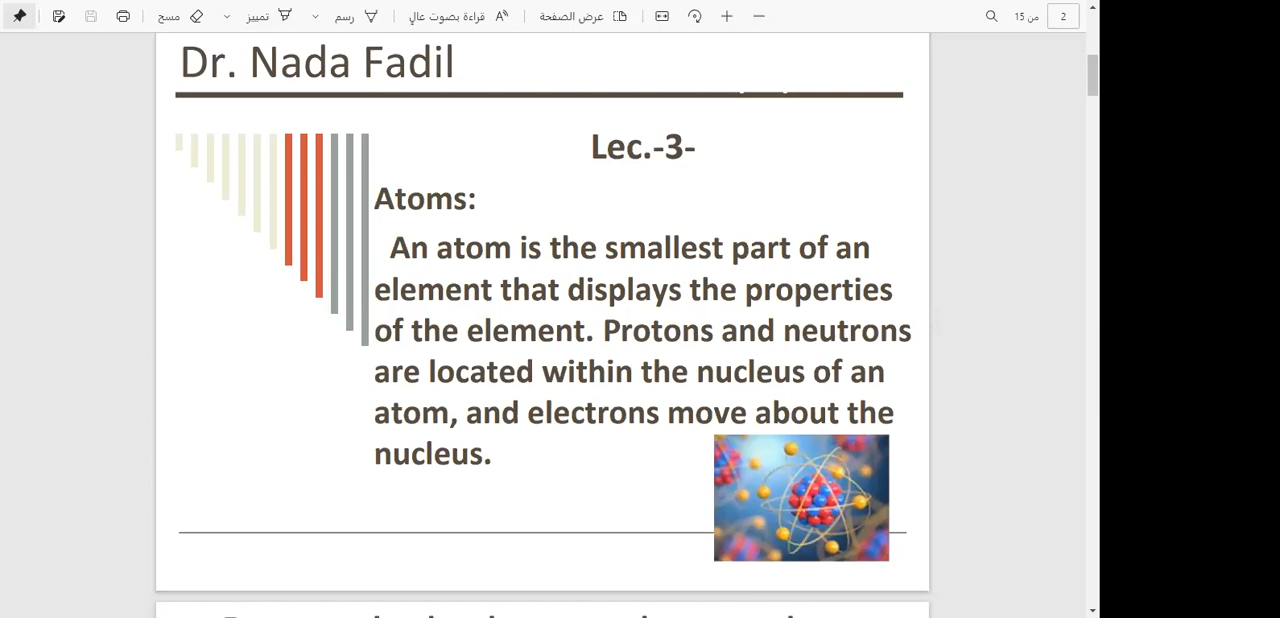 مسح تمييز رسم قراءة بصوت عالٍ عرض الصفحة 15 من 2
Dr. Nada Fadil
Lec.-3-
Atoms:
An atom is the smallest part of an
element that displays the properties
of the element. Protons and neutrons
are located within the nucleus of an
atom, and electrons move about the
nucleus.